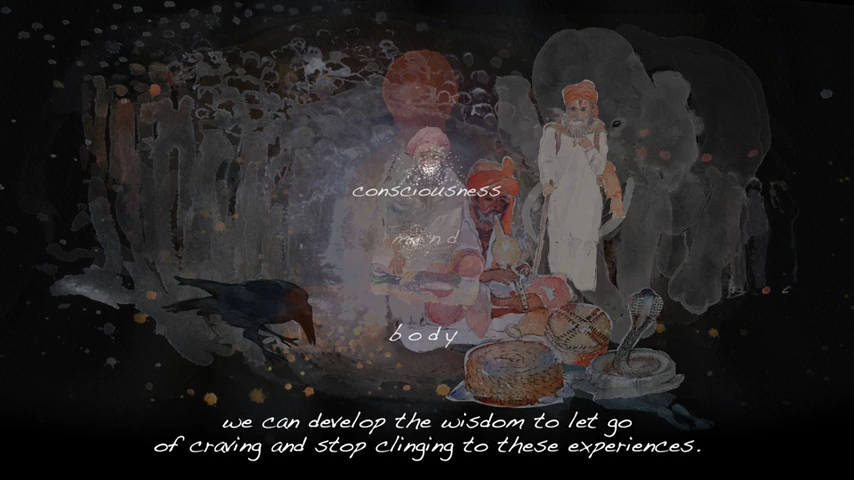 consciousness
mind
body
we can develop the wisdom to let go
of craving and stop clinging to these experiences.